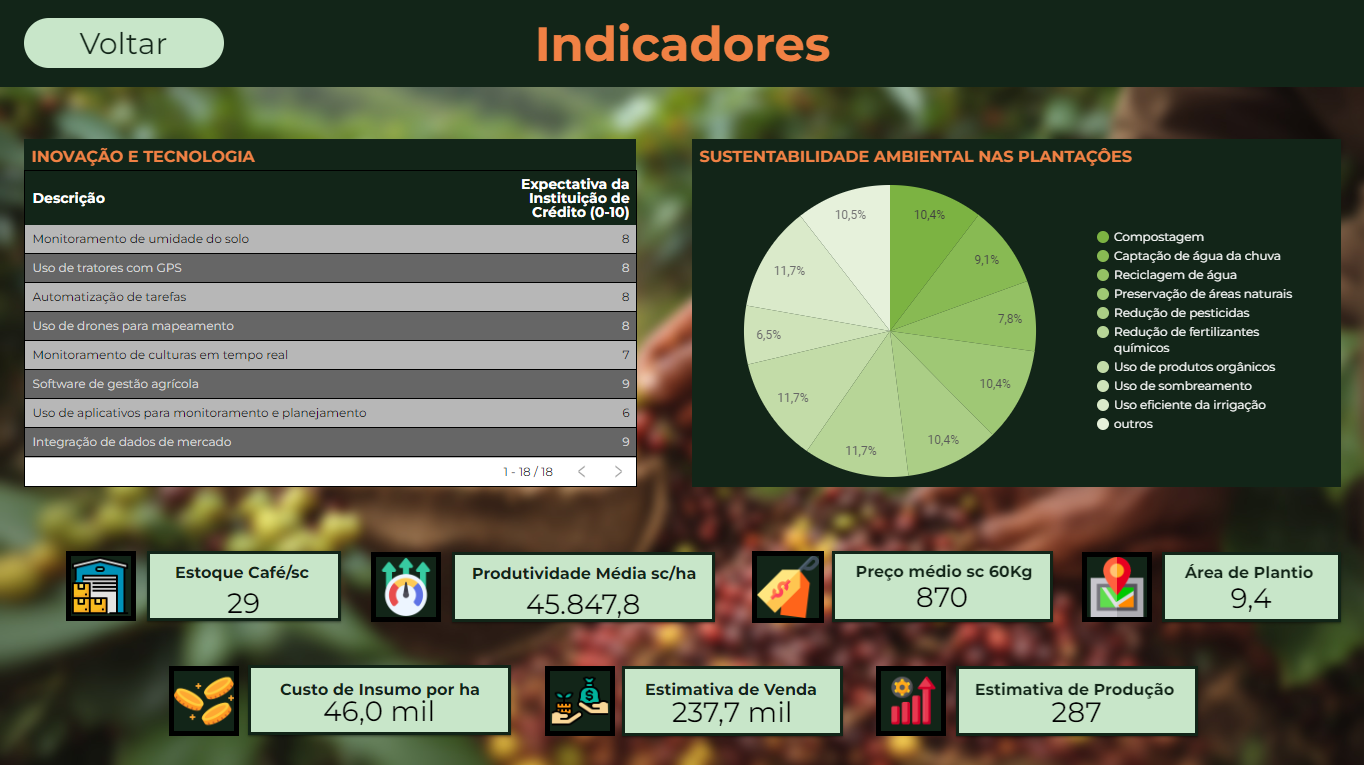 Voltar
Indicadores
INOVAÇÃO E TECNOLOGIA
Descrição
Expectativa da
Instituição de
Crédito (0-10)
Monitoramento de umidade do solo 8
Uso de tratores com GPS 8
Automatização de tarefas 8
Uso de drones para mapeamento 8
Monitoramento de culturas em tempo real 7
Software de gestão agrícola 9
Uso de aplicativos para monitoramento e planejamento 6
Integração de dados de mercado 9
1 - 18 / 18 < >
SUSTENTABILIDADE AMBIENTAL NAS PLANTAÇÔES
10,4%
9,1%
7,8%
10,4%
10,4%
11,7%
11,7%
6,5%
11,7%
10,5%
Compostagem
Captação de água da chuva
Reciclagem de água
Preservação de áreas naturais
Redução de pesticidas
Redução de fertilizantes
químicos
Uso de produtos orgânicos
Uso de sombreamento
Uso eficiente da irrigação
outros
Estoque Café/sc
29
Produtividade Média sc/ha
45.847,8
Preço médio sc 60Kg
870
Área de Plantio
9,4
Custo de Insumo por ha
46,0 mil
Estimativa de Venda
237,7 mil
Estimativa de Produção
287